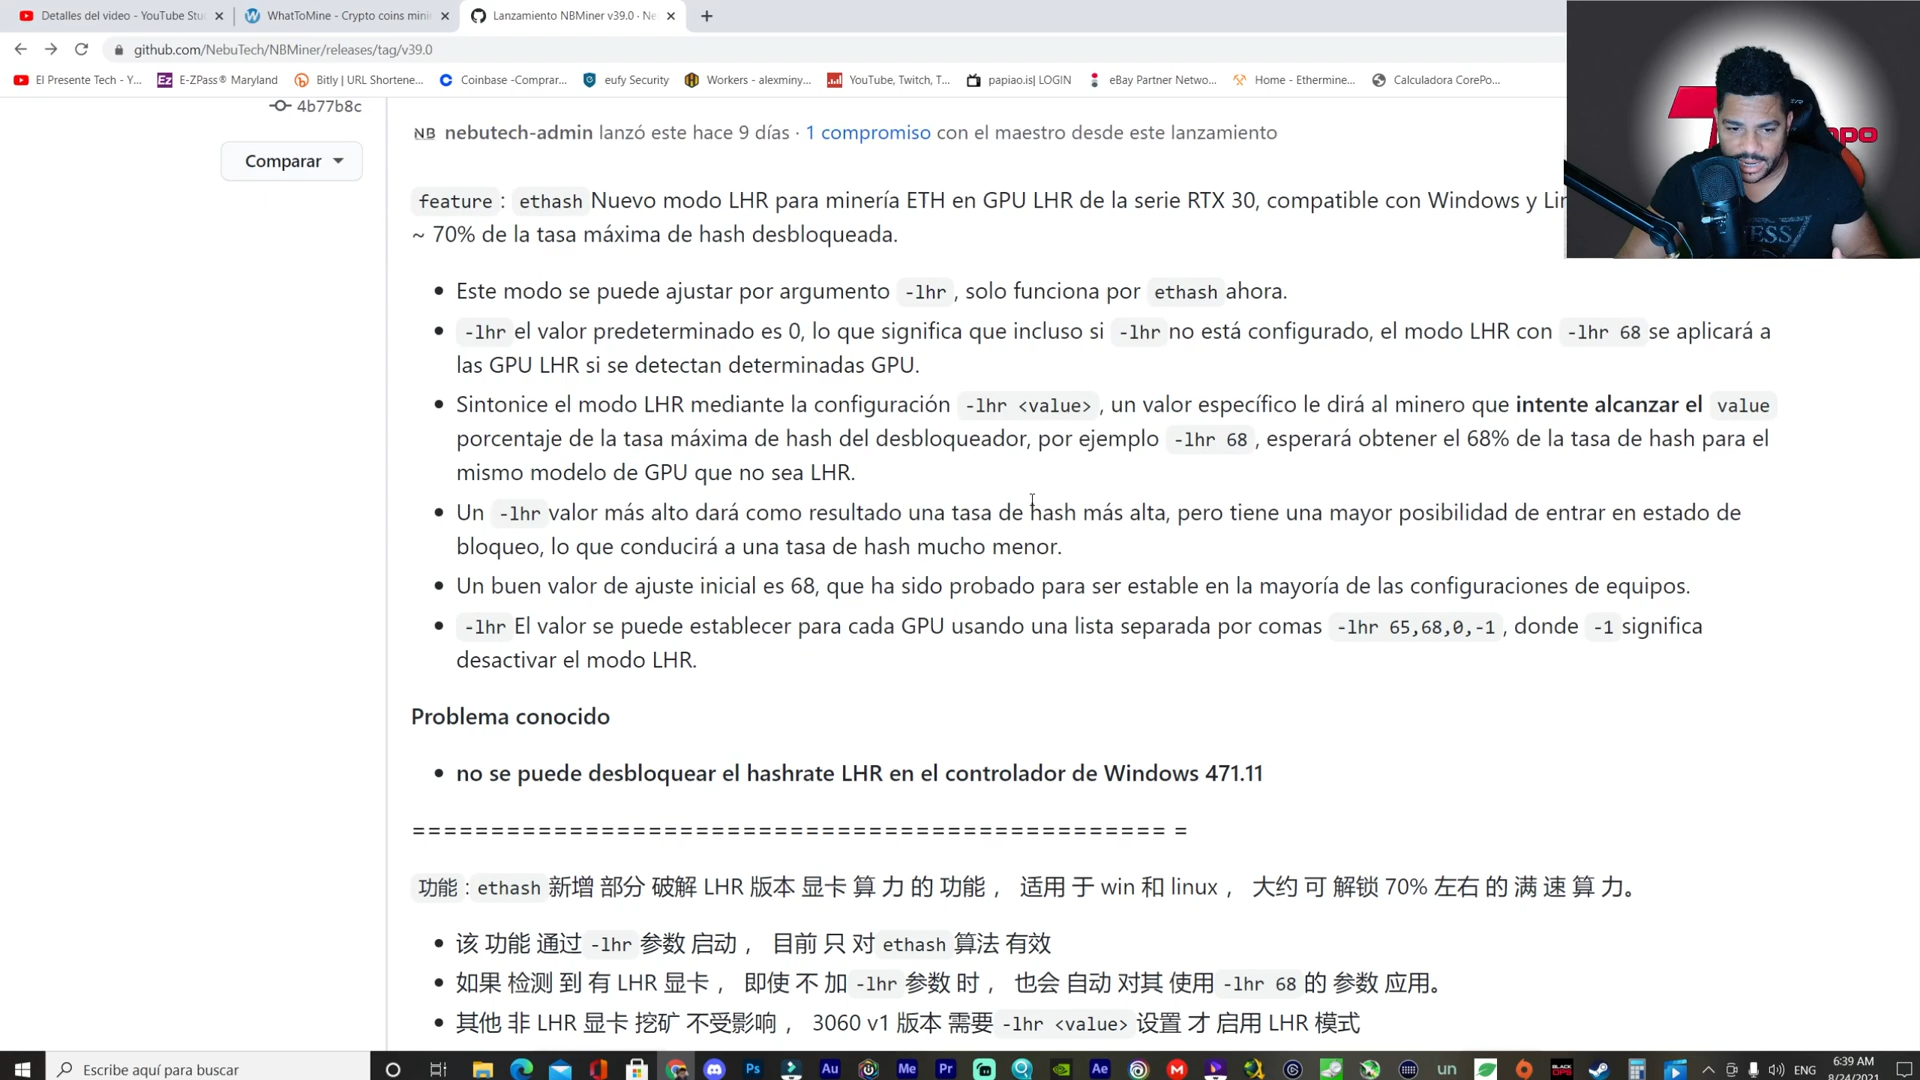 Detalles del video - YouTube Stu
WhatToMine - Crypto coins mini
Lanzamiento NBMiner v39.0 · Ne
github.com/NebuTech/NBMiner/releases/tag/v39.0
El Presente Tech - Y...
E-ZPass® Maryland
Bitly | URL Shortene...
Coinbase -Comprar...
eufy Security
Workers - alexminy...
YouTube, Twitch, T...
papiao.is| LOGIN
eBay Partner Netwo...
Home - Ethermine...
Calculadora CorePo...
4b77b8c
Comparar
nebutech-admin lanzó este hace 9 días · 1 compromiso con el maestro desde este lanzamiento
feature : ethash Nuevo modo LHR para minería ETH en GPU LHR de la serie RTX 30, compatible con Windows y Lin
~ 70% de la tasa máxima de hash desbloqueada.
Este modo se puede ajustar por argumento -lhr , solo funciona por ethash ahora.
-lhr el valor predeterminado es 0, lo que significa que incluso si -lhr no está configurado, el modo LHR con -lhr 68 se aplicará a
las GPU LHR si se detectan determinadas GPU.
Sintonice el modo LHR mediante la configuración -lhr <value> , un valor específico le dirá al minero que intente alcanzar el value
porcentaje de la tasa máxima de hash del desbloqueador, por ejemplo -lhr 68 , esperará obtener el 68% de la tasa de hash para el
mismo modelo de GPU que no sea LHR.
Un -lhr valor más alto dará como resultado una tasa de hash más alta, pero tiene una mayor posibilidad de entrar en estado de
bloqueo, lo que conducirá a una tasa de hash mucho menor.
Un buen valor de ajuste inicial es 68, que ha sido probado para ser estable en la mayoría de las configuraciones de equipos.
-lhr El valor se puede establecer para cada GPU usando una lista separada por comas -lhr 65,68,0,-1 , donde -1 significa
desactivar el modo LHR.
Problema conocido
no se puede desbloquear el hashrate LHR en el controlador de Windows 471.11
================================================ =
功能 : ethash 新增 部分 破解 LHR 版本 显卡 算 力 的 功能 ， 适用 于 win 和 linux ， 大约 可 解锁 70% 左右 的 满 速 算 力。
该 功能 通过 -lhr 参数 启动 ， 目前 只 对 ethash 算法 有效
如果 检测 到 有 LHR 显卡 ， 即使 不 加 -lhr 参数 时 ， 也会 自动 对其 使用 -lhr 68 的 参数 应用。
其他 非 LHR 显卡 挖矿 不受影响 ， 3060 v1 版本 需要 -lhr <value> 设置 才 启用 LHR 模式
Escribe aquí para buscar
ENG
6:39 AM
8/24/2021